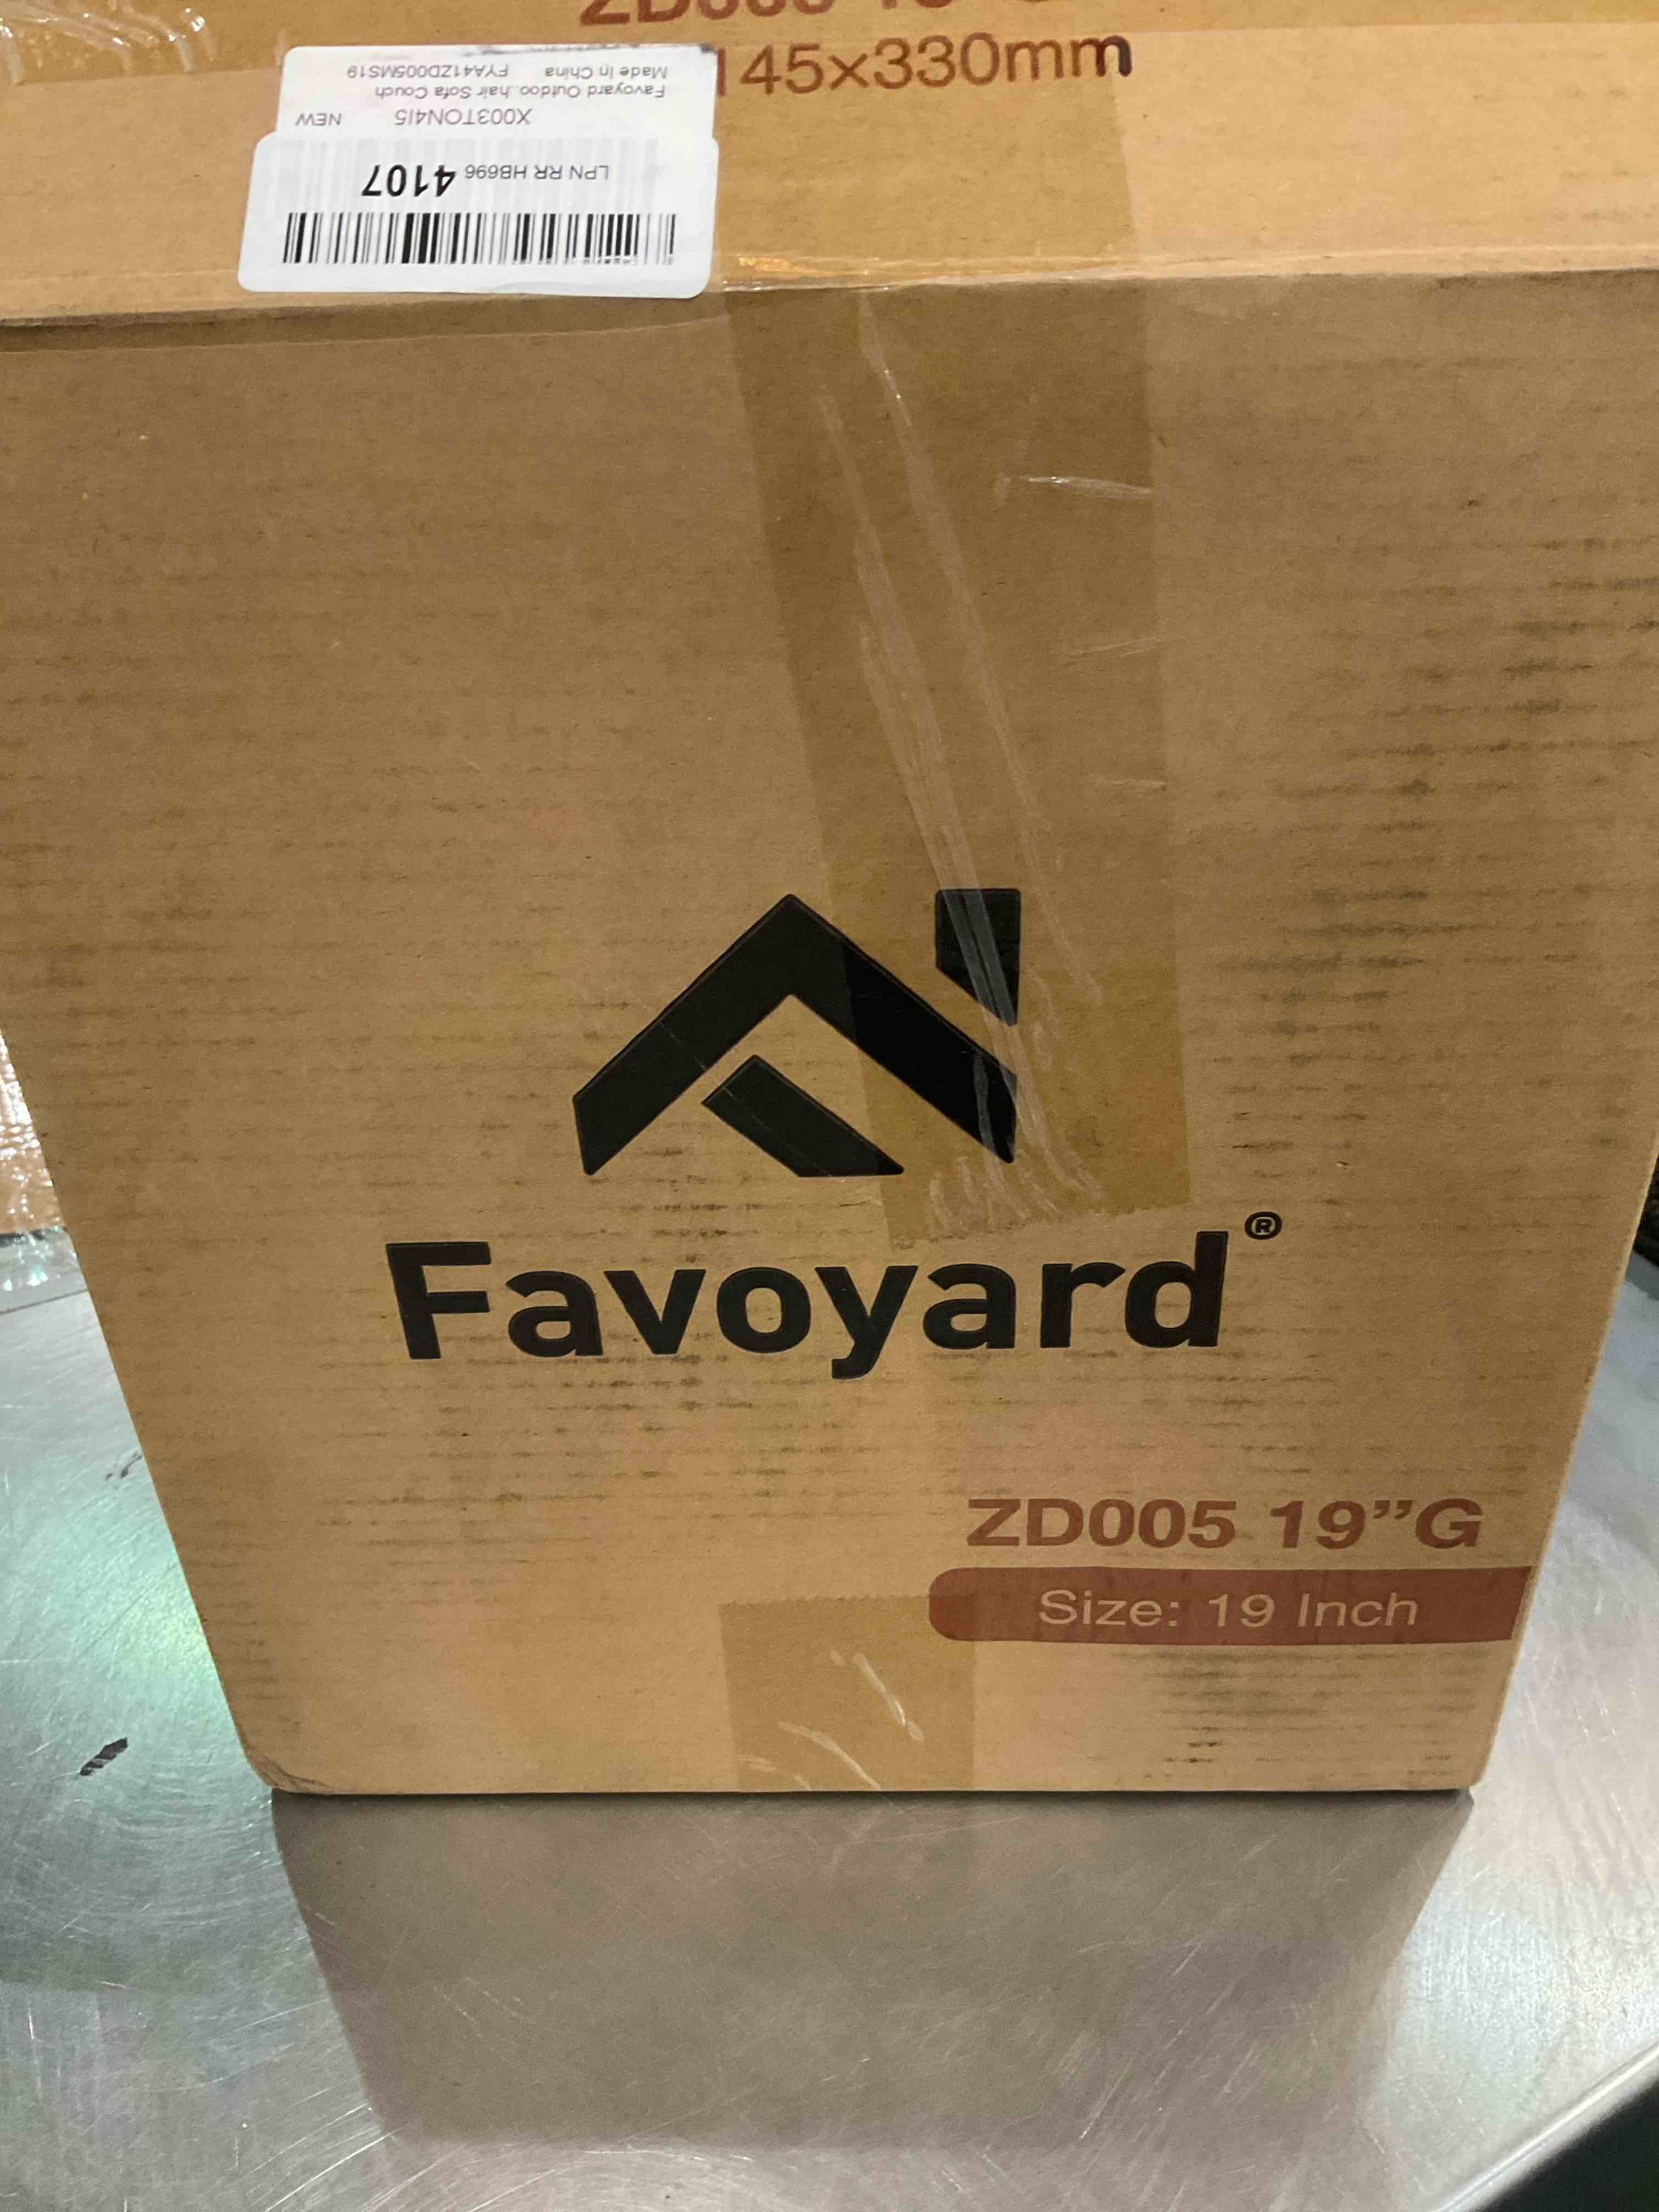 145x330mm
LPN RR HB696 4107
X003TON4I5 NEW
Favoyard Outdoo...hair Sofa Couch
Made In China FYA41ZD005MS19
Favoyard®
ZD005 19”G
Size: 19 Inch